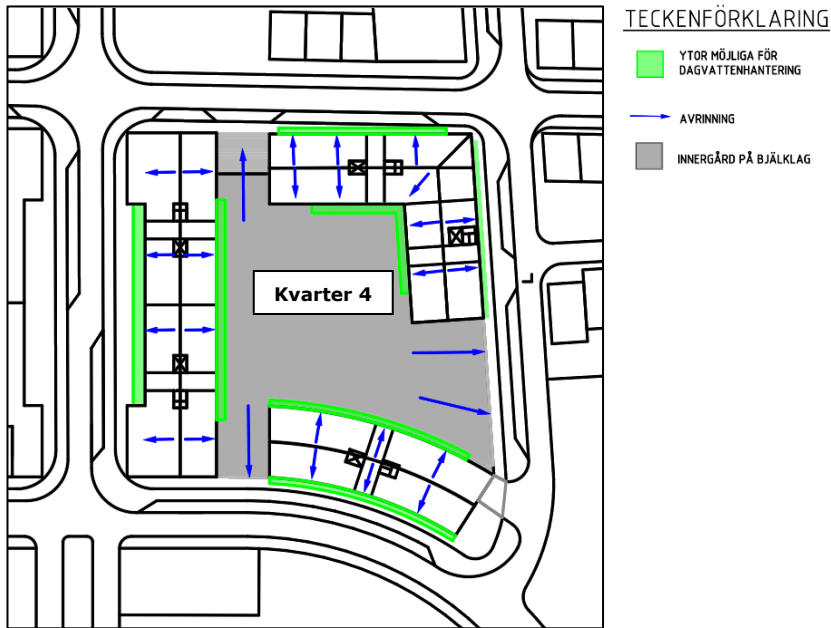 TECKENFÖRKLARING
YTOR MÖJLIGA FÖR
DAGVATTENHANTERING
AVRINNING
INNERGÅRD PÅ BJÄLKLAG
Kvarter 4